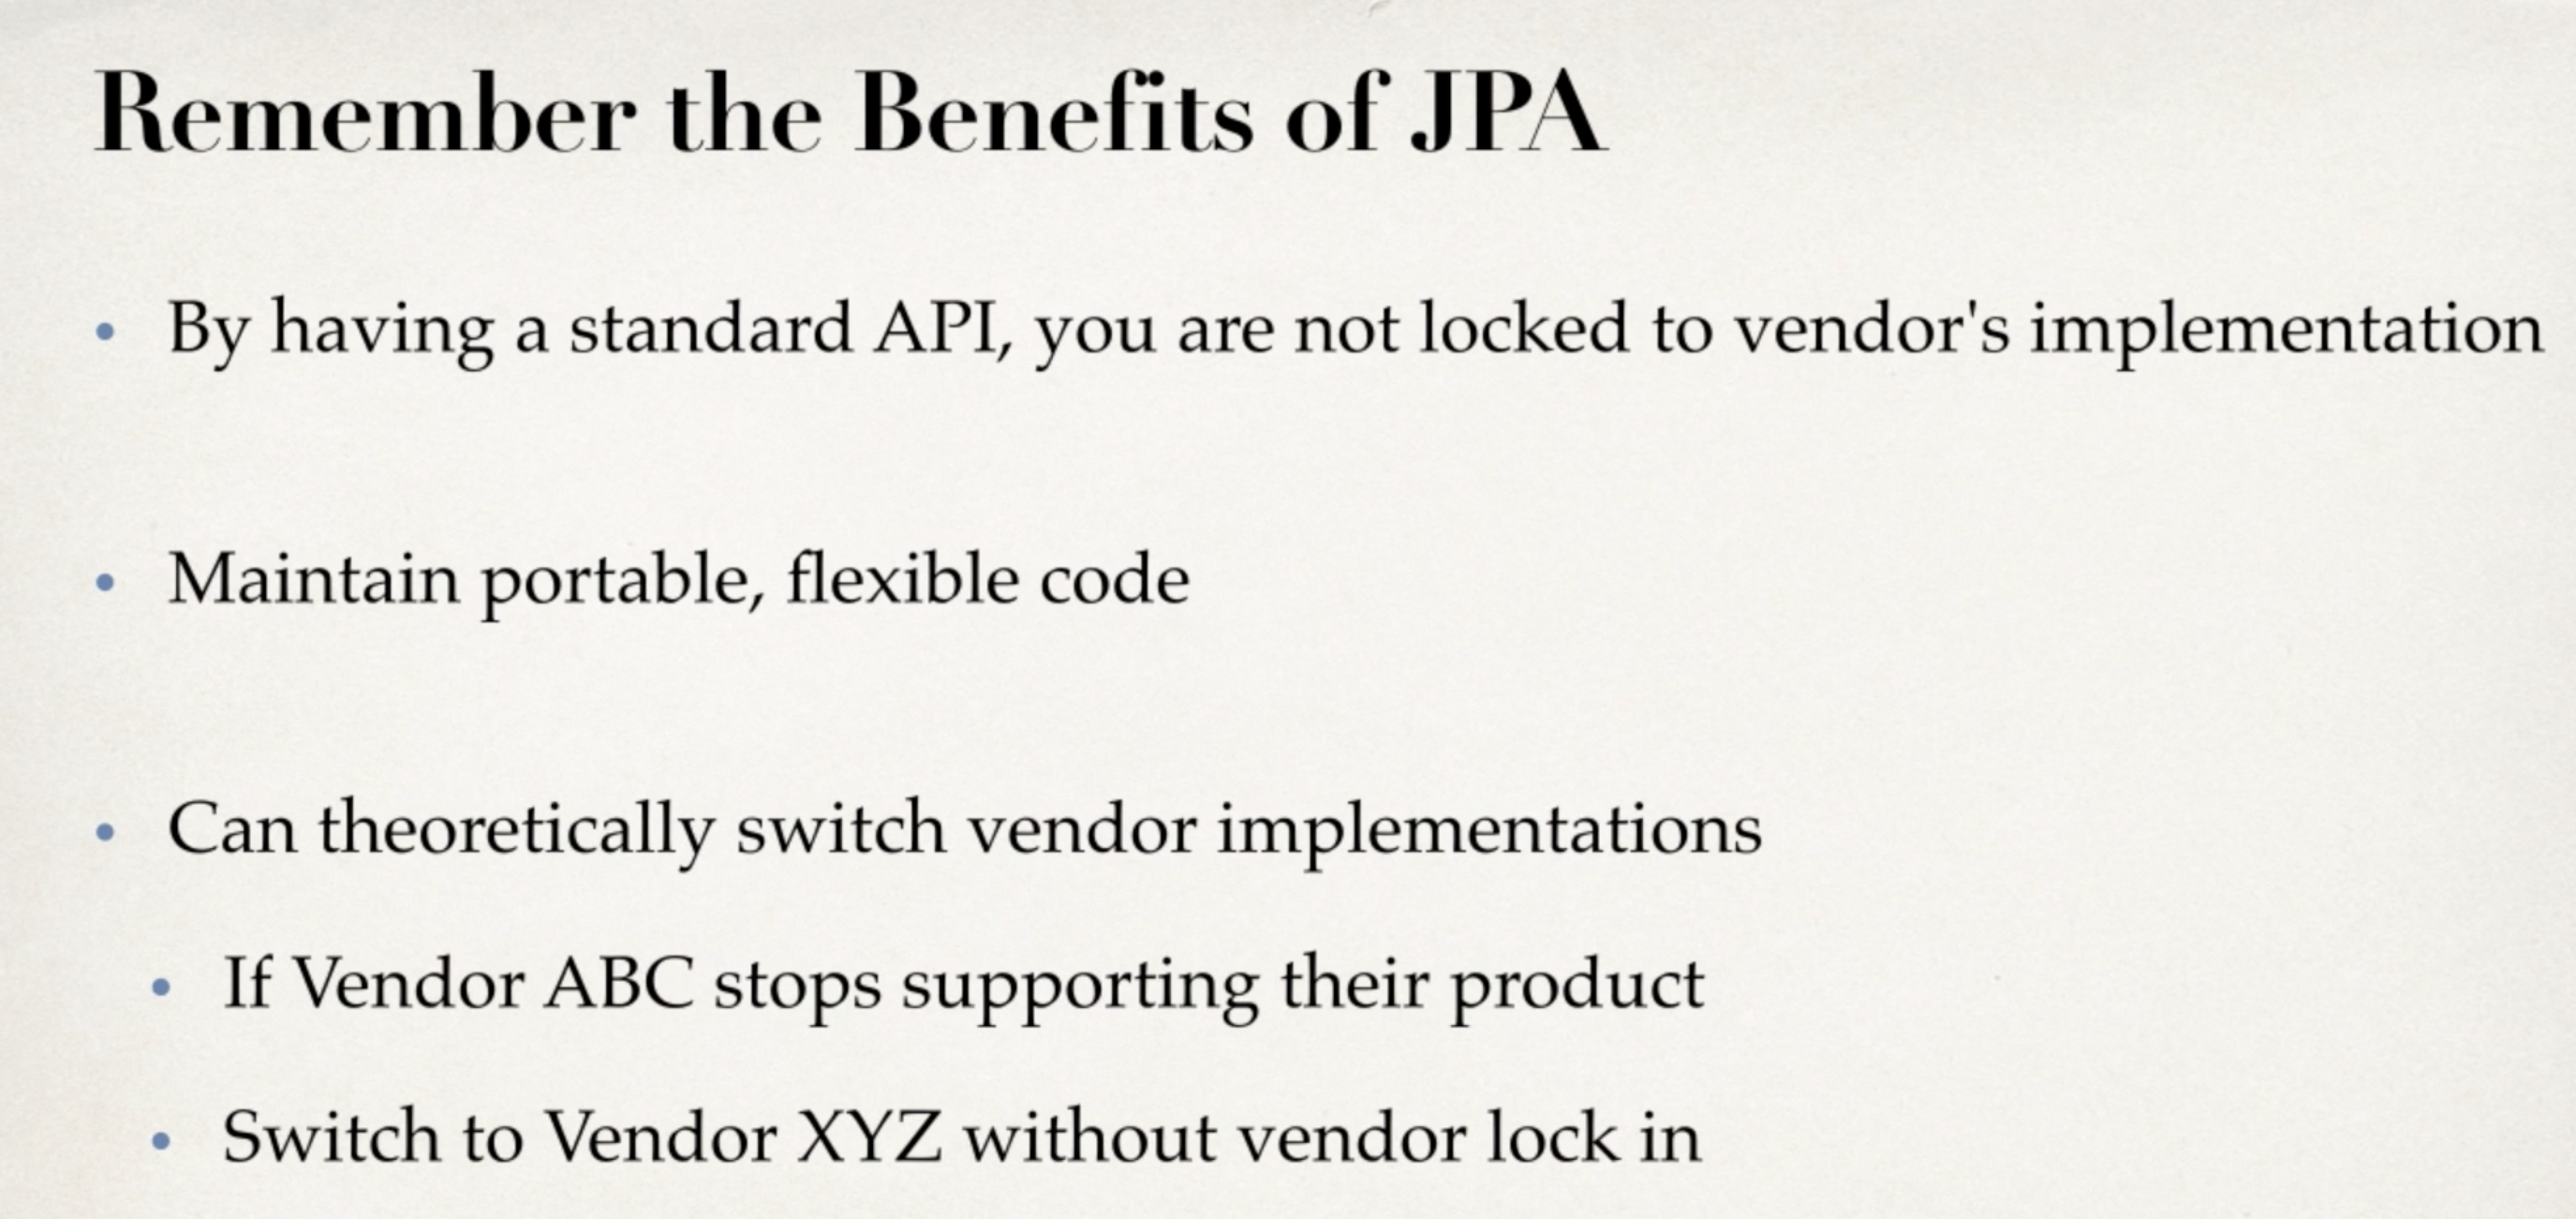 Remember the Benefits of JPA
• By having a standard API, you are not locked to vendor's implementation
• Maintain portable, flexible code
• Can theoretically switch vendor implementations
• If Vendor ABC stops supporting their product
• Switch to Vendor XYZ without vendor lock in